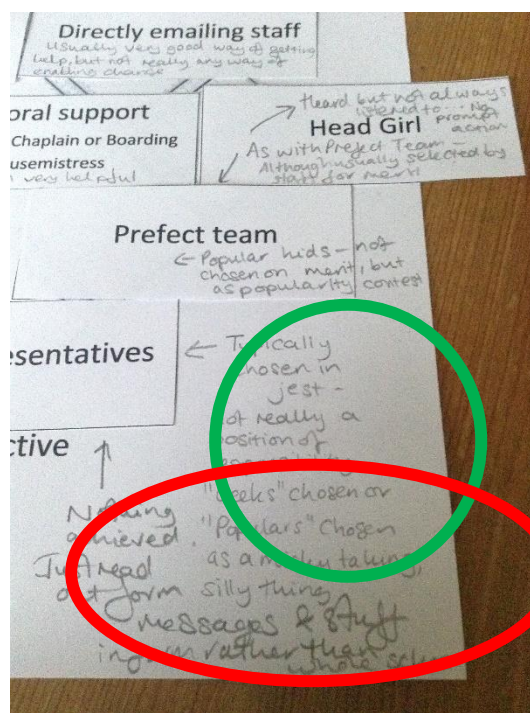 Directly emailing staff
Usually very good way of getting
help, but not really any way of
enabling change
oral support
Chaplain or Boarding
usemistress
very helpful
Heard but not always
listened to... No
prompt
action
Head Girl
As with Prefect Team -
Although usually selected by
staff for merit
Prefect team
← Popular kids - not
chosen on merit, but
as popularity contest
esentatives
← Typically
chosen in
jest -
not really a
position of
responsibility
"Geeks" chosen or
"Populars" Chosen
as a micky taking,
silly thing
ctive
Nothing
achieved.
Just read
out form
messages & stuff
in rather than
whole